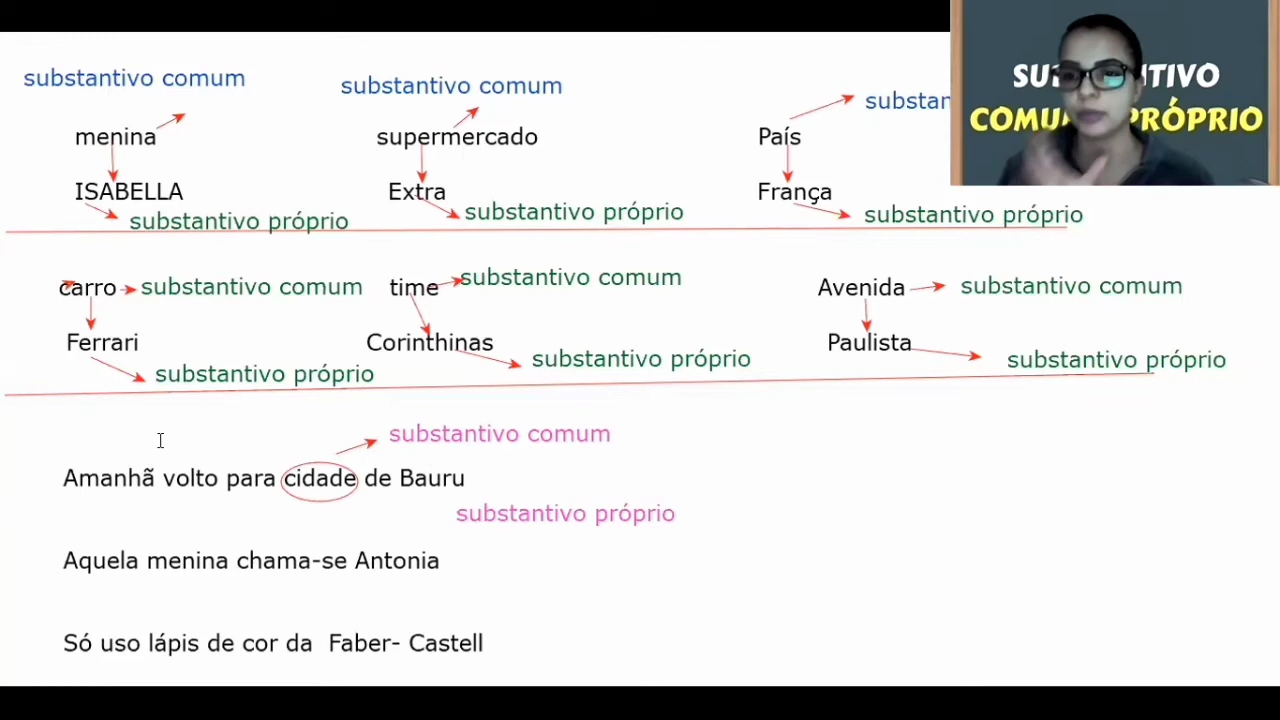 substantivo comum substantivo comum substan
menina supermercado País
ISABELLA Extra França
substantivo próprio substantivo próprio substantivo próprio
carro substantivo comum time substantivo comum Avenida substantivo comum
Ferrari Corinthinas Paulista
substantivo próprio substantivo próprio substantivo próprio
substantivo comum
Amanhã volto para cidade de Bauru
substantivo próprio
Aquela menina chama-se Antonia
Só uso lápis de cor da Faber- Castell
COMUM PRÓPRIO